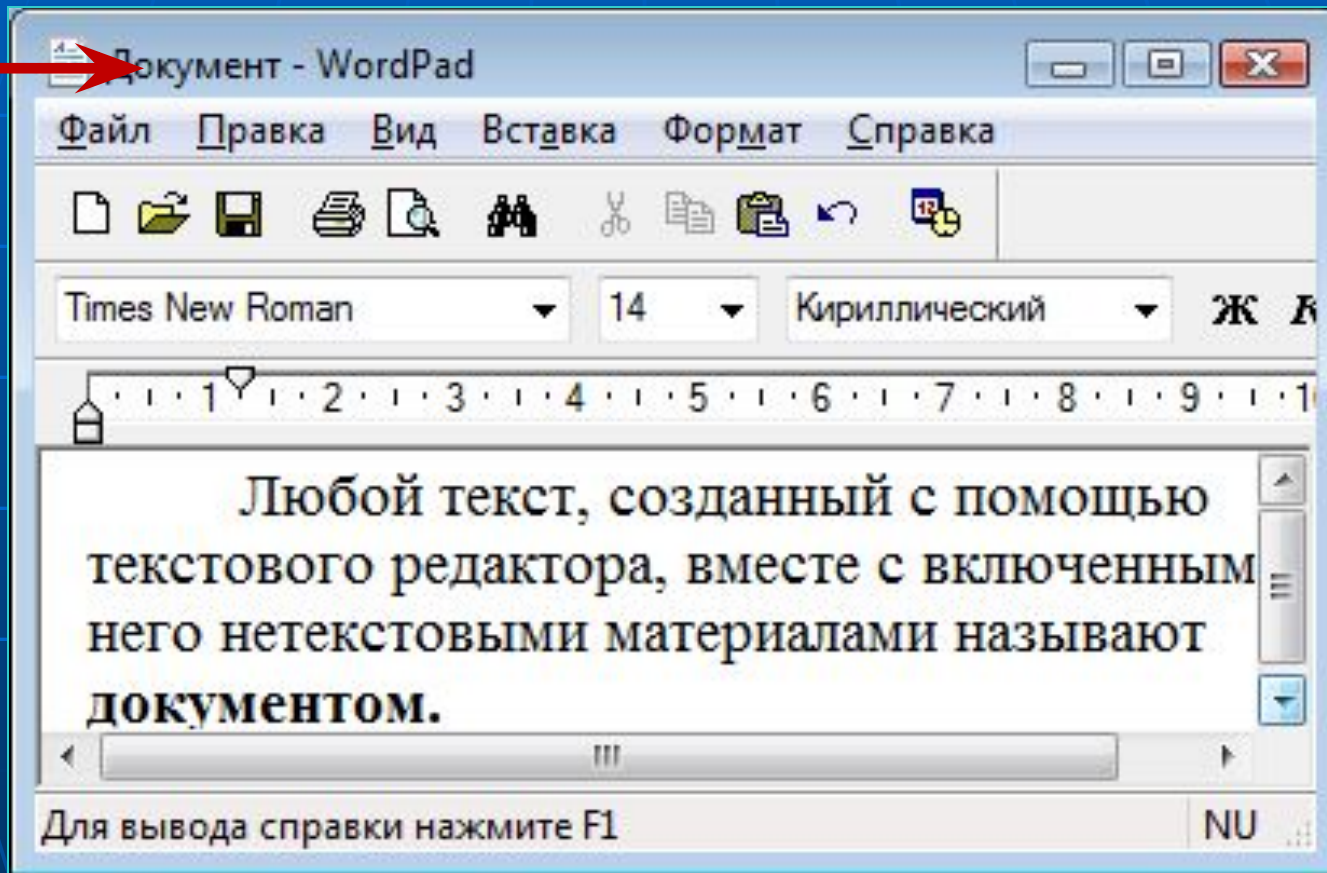 Документ - WordPad
Файл Правка Вид Вставка Формат Справка
Times New Roman 14 Кириллический Ж К
1 2 3 4 5 6 7 8 9 10
Любой текст, созданный с помощью
текстового редактора, вместе с включенным
него нетекстовыми материалами называют
документом.
Для вывода справки нажмите F1 NU